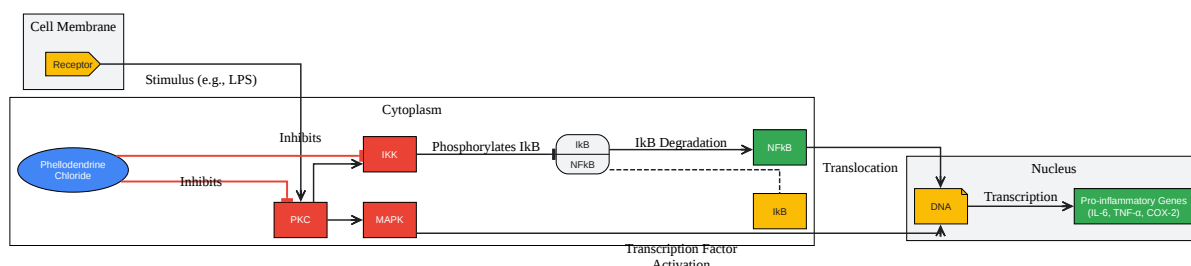 Cell Membrane
Receptor
Stimulus (e.g., LPS)
Cytoplasm
Inhibits
IKK
Phosphorylates IkB
IkB
NFkB
IkB Degradation
NFkB
Phellodendrine
Chloride
Inhibits
Translocation
Nucleus
PKC
MAPK
IkB
DNA
Transcription
Pro-inflammatory Genes
(IL-6, TNF-α, COX-2)
Transcription Factor
Activation